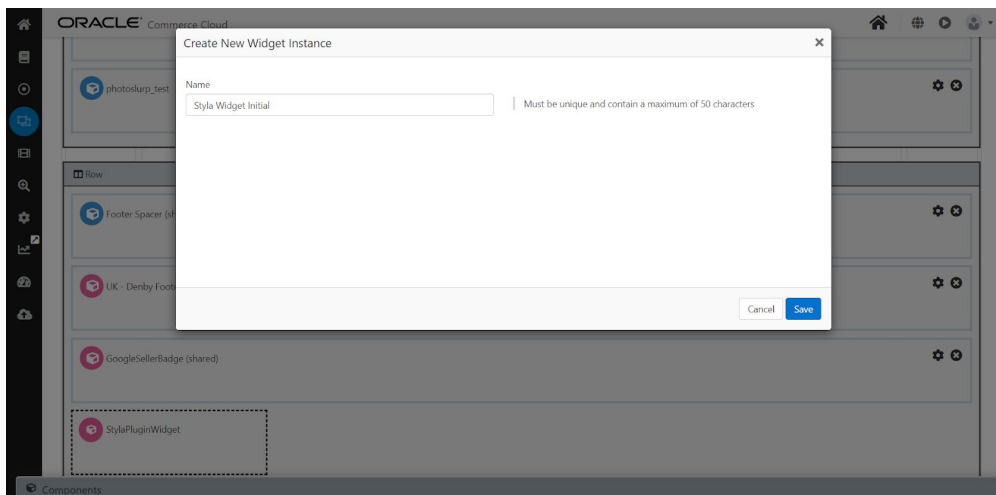 ORACLE Commerce Cloud
Create New Widget Instance
Name
Styla Widget Initial
Must be unique and contain a maximum of 50 characters
Cancel
Save
photoslurp_test
Row
Footer Spacer (sh
UK - Denby Foot
GoogleSellerBadge (shared)
StylaPluginWidget
Components